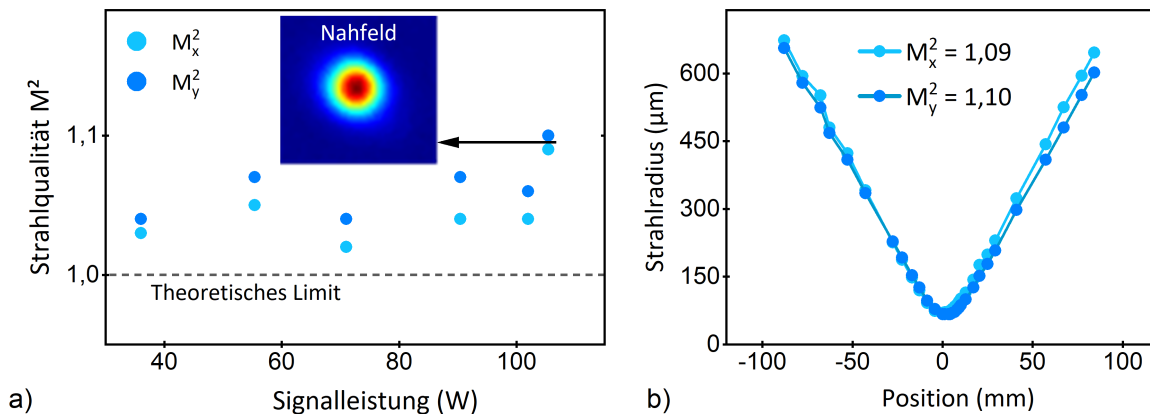 Nahfeld
M²x
M²y
Strahlqualität M²
1,1
1,0
Theoretisches Limit
40
60
80
100
Signalleistung (W)
a)
M²x = 1,09
M²y = 1,10
Strahlradius (µm)
600
450
300
150
0
-100
-50
0
50
100
Position (mm)
b)